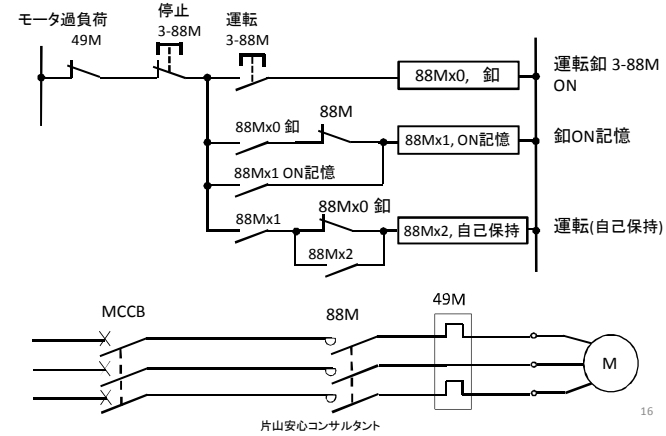 モータ過負荷
49M
停止
3-88M
運転
3-88M
88Mx0, 釦
運転釦 3-88M
ON
88Mx0 釦
88M
88Mx1, ON記憶
釦ON記憶
88Mx1 ON記憶
88Mx1
88Mx0 釦
88Mx2, 自己保持
運転(自己保持)
88Mx2
MCCB
88M
49M
M
片山安心コンサルタント
16